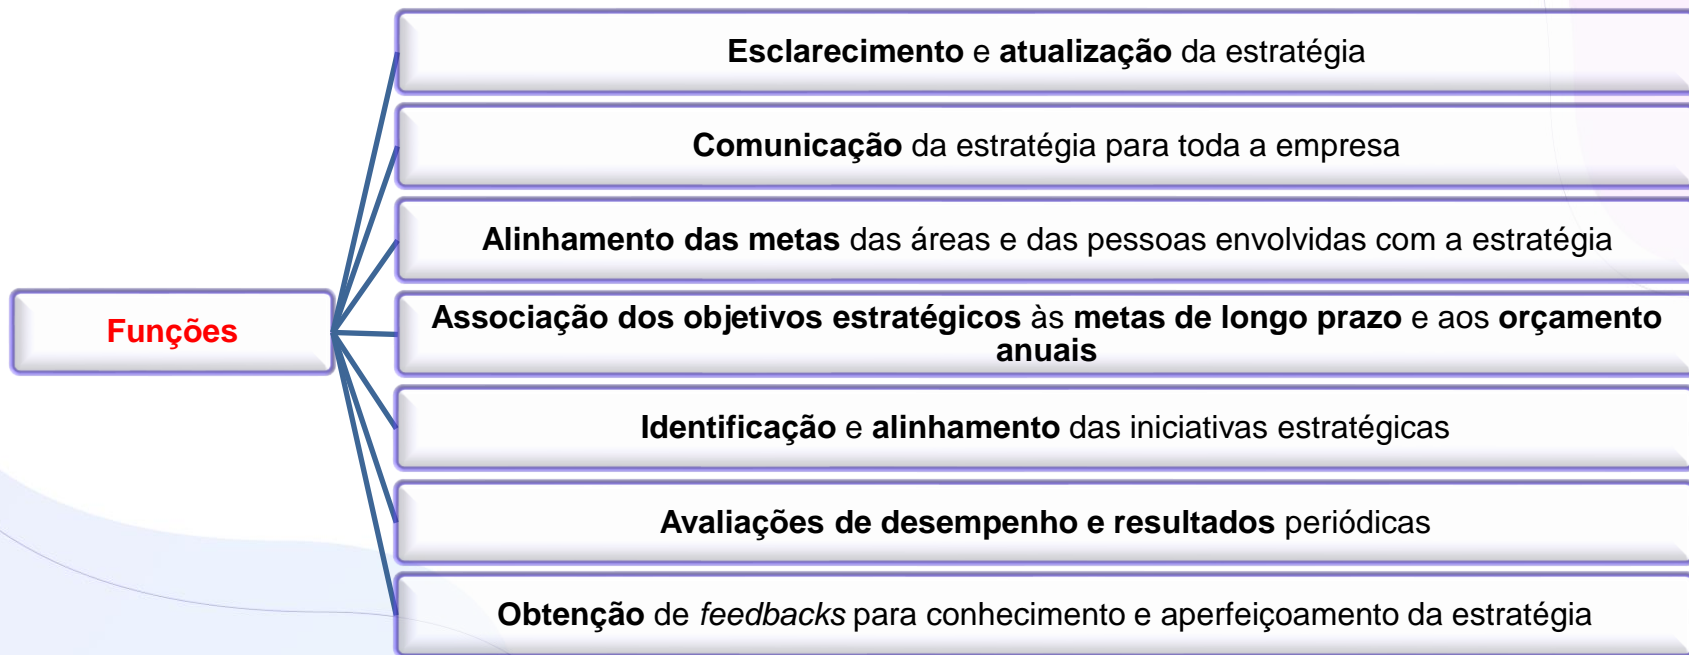 Funções
Esclarecimento e atualização da estratégia
Comunicação da estratégia para toda a empresa
Alinhamento das metas das áreas e das pessoas envolvidas com a estratégia
Associação dos objetivos estratégicos às metas de longo prazo e aos orçamento
anuais
Identificação e alinhamento das iniciativas estratégicas
Avaliações de desempenho e resultados periódicas
Obtenção de feedbacks para conhecimento e aperfeiçoamento da estratégia